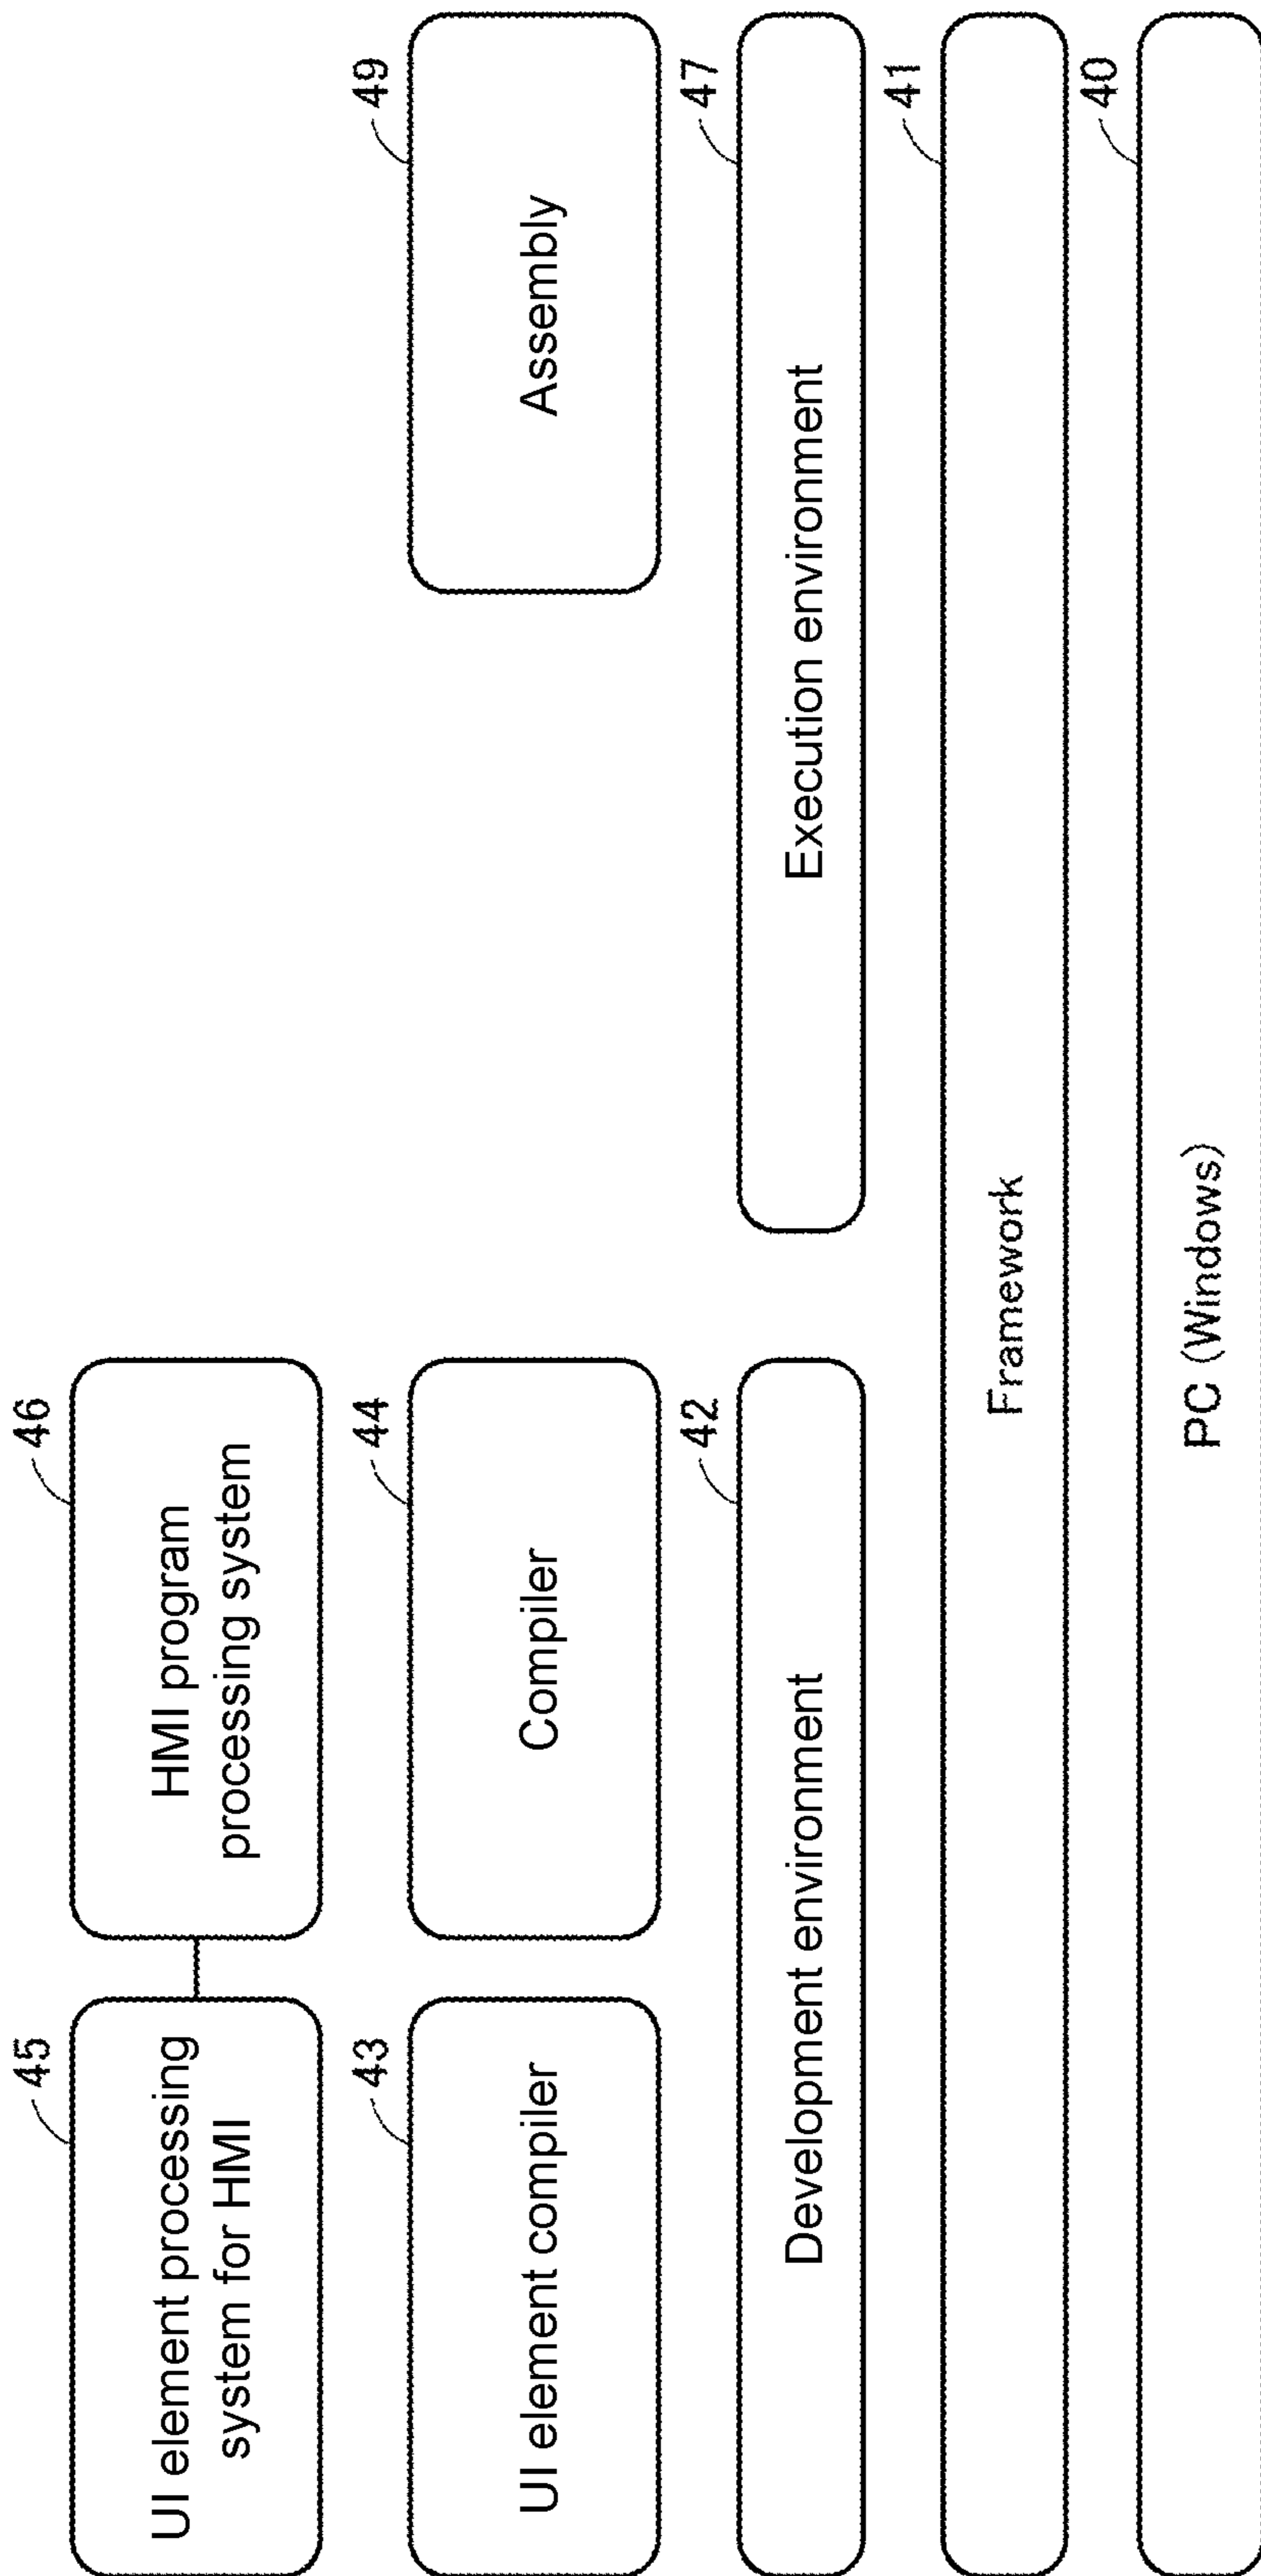 45
UI element processing
system for HMI
46
HMI program
processing system
43
UI element compiler
44
Compiler
49
Assembly
42
Development environment
47
Execution environment
41
Framework
40
PC (Windows)